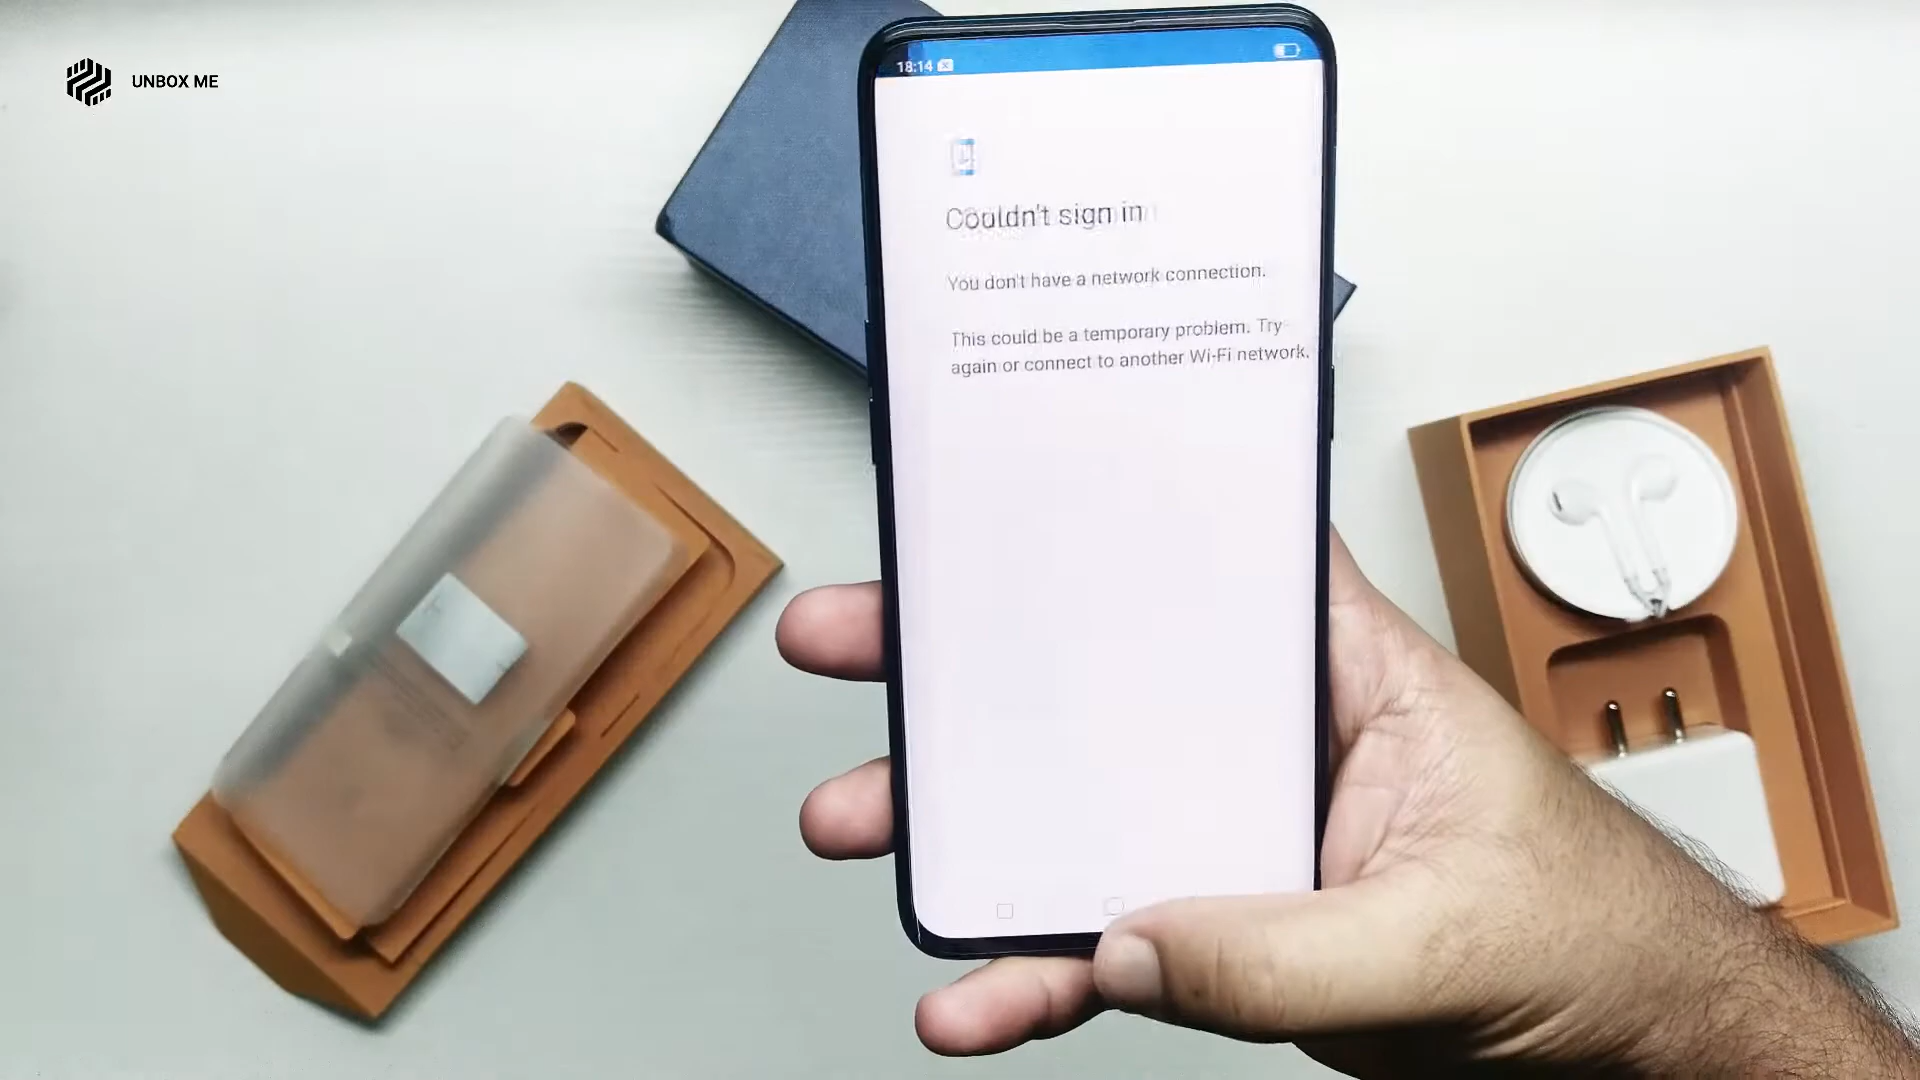 UNBOX ME
18:14
Couldn't sign in
You don't have a network connection.
This could be a temporary problem. Try
again or connect to another Wi-Fi network.